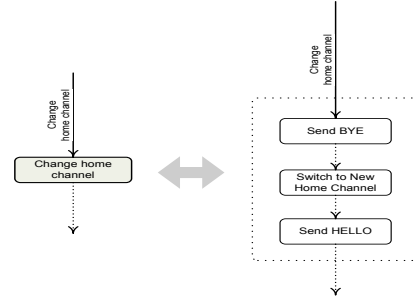 Change
home channel
Change home
channel
Change
home channel
Send BYE
Switch to New
Home Channel
Send HELLO